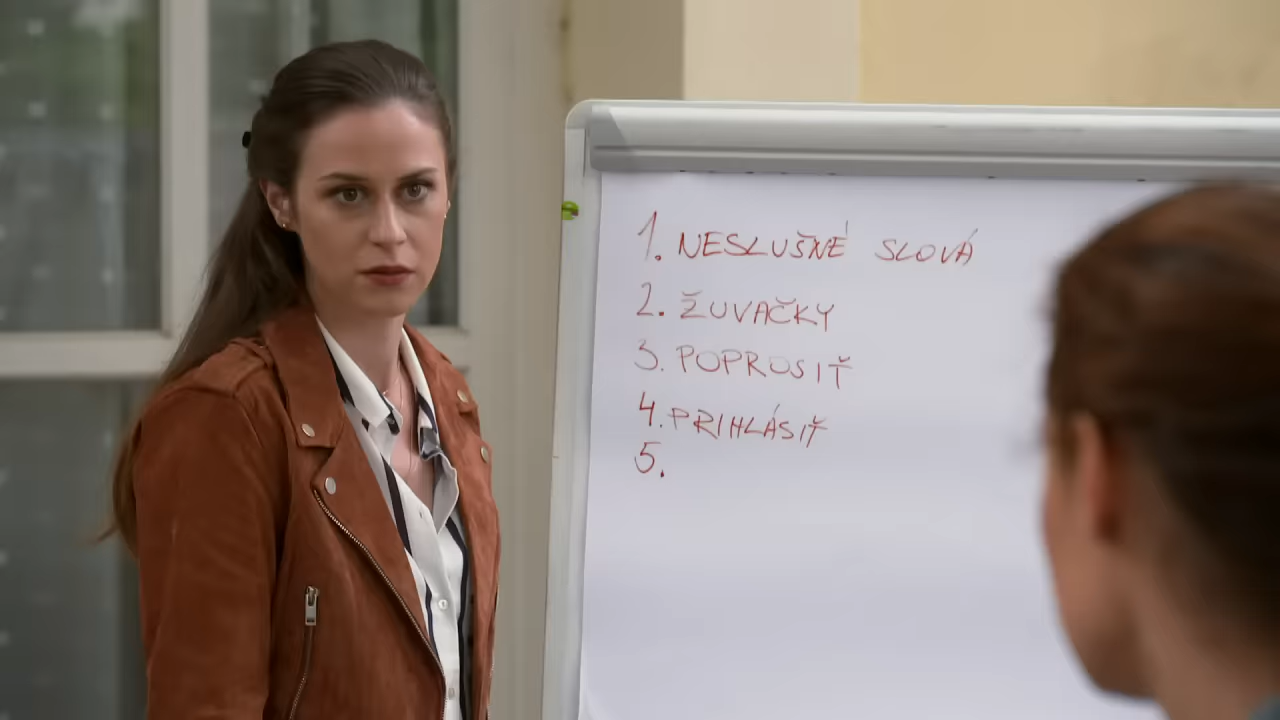 1. NESLUŠNÉ SLOVÁ
2. ŽUVAČKY
3. POPROSIŤ
4. PRIHLÁSIŤ
5.